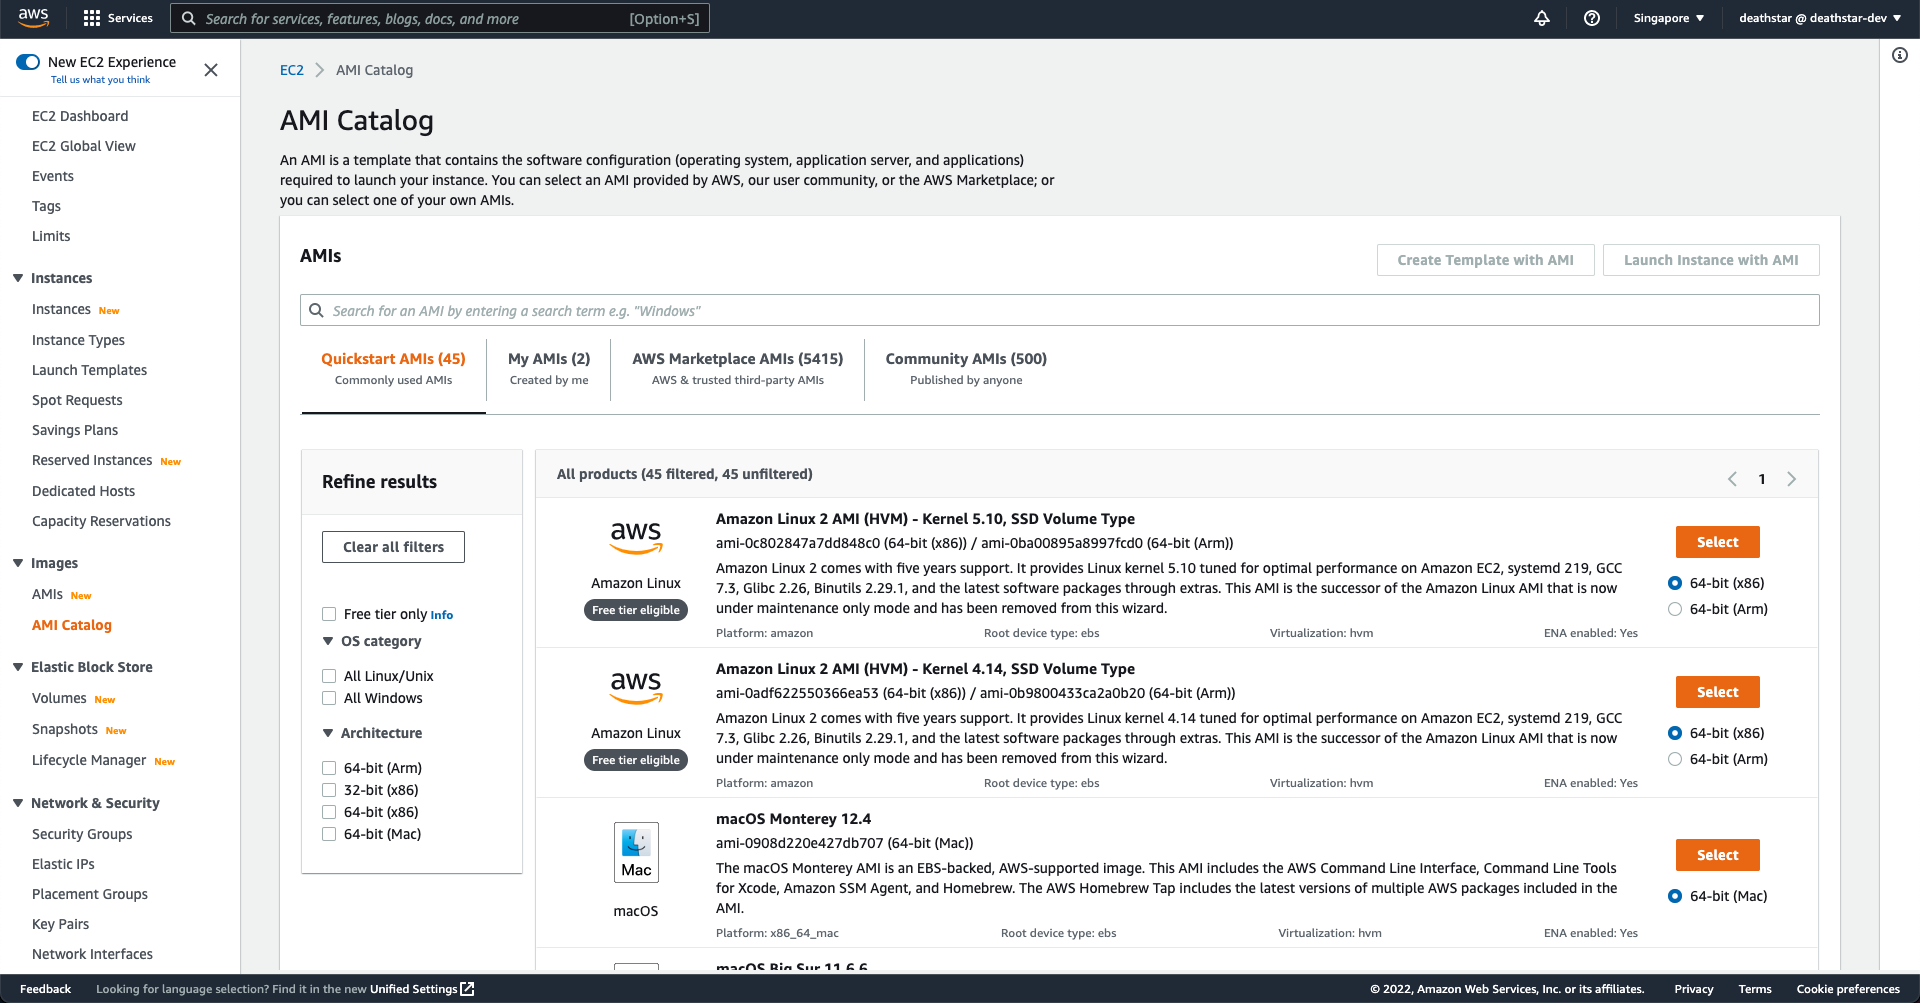 aws
Services
Search for services, features, blogs, docs, and more
[Option+S]
Singapore
deathstar @ deathstar-dev
New EC2 Experience
Tell us what you think
EC2 Dashboard
EC2 Global View
Events
Tags
Limits
Instances
Instances New
Instance Types
Launch Templates
Spot Requests
Savings Plans
Reserved Instances New
Dedicated Hosts
Capacity Reservations
Images
AMIs New
AMI Catalog
Elastic Block Store
Volumes New
Snapshots New
Lifecycle Manager New
Network & Security
Security Groups
Elastic IPs
Placement Groups
Key Pairs
Network Interfaces
EC2
AMI Catalog
AMI Catalog
An AMI is a template that contains the software configuration (operating system, application server, and applications)
required to launch your instance. You can select an AMI provided by AWS, our user community, or the AWS Marketplace; or
you can select one of your own AMIs.
AMIs
Create Template with AMI
Launch Instance with AMI
Search for an AMI by entering a search term e.g. "Windows"
Quickstart AMIs (45)
Commonly used AMIs
My AMIs (2)
Created by me
AWS Marketplace AMIs (5415)
AWS & trusted third-party AMIs
Community AMIs (500)
Published by anyone
Refine results
Clear all filters
Free tier only Info
OS category
All Linux/Unix
All Windows
Architecture
64-bit (Arm)
32-bit (x86)
64-bit (x86)
64-bit (Mac)
All products (45 filtered, 45 unfiltered)
1
aws
Amazon Linux
Free tier eligible
Amazon Linux 2 AMI (HVM) - Kernel 5.10, SSD Volume Type
ami-0c802847a7dd848c0 (64-bit (x86)) / ami-0ba00895a8997fcd0 (64-bit (Arm))
Amazon Linux 2 comes with five years support. It provides Linux kernel 5.10 tuned for optimal performance on Amazon EC2, systemd 219, GCC
7.3, Glibc 2.26, Binutils 2.29.1, and the latest software packages through extras. This AMI is the successor of the Amazon Linux AMI that is now
under maintenance only mode and has been removed from this wizard.
Platform: amazon
Root device type: ebs
Virtualization: hvm
ENA enabled: Yes
Select
64-bit (x86)
64-bit (Arm)
aws
Amazon Linux
Free tier eligible
Amazon Linux 2 AMI (HVM) - Kernel 4.14, SSD Volume Type
ami-0adf622550366ea53 (64-bit (x86)) / ami-0b9800433ca2a0b20 (64-bit (Arm))
Amazon Linux 2 comes with five years support. It provides Linux kernel 4.14 tuned for optimal performance on Amazon EC2, systemd 219, GCC
7.3, Glibc 2.26, Binutils 2.29.1, and the latest software packages through extras. This AMI is the successor of the Amazon Linux AMI that is now
under maintenance only mode and has been removed from this wizard.
Platform: amazon
Root device type: ebs
Virtualization: hvm
ENA enabled: Yes
Select
64-bit (x86)
64-bit (Arm)
Mac
macOS
macOS Monterey 12.4
ami-0908d220e427db707 (64-bit (Mac))
The macOS Monterey AMI is an EBS-backed, AWS-supported image. This AMI includes the AWS Command Line Interface, Command Line Tools
for Xcode, Amazon SSM Agent, and Homebrew. The AWS Homebrew Tap includes the latest versions of multiple AWS packages included in the
AMI.
Platform: x86_64_mac
Root device type: ebs
Virtualization: hvm
ENA enabled: Yes
Select
64-bit (Mac)
macOS Big Sur 11.6.6
Feedback
Looking for language selection? Find it in the new Unified Settings
© 2022, Amazon Web Services, Inc. or its affiliates.
Privacy
Terms
Cookie preferences